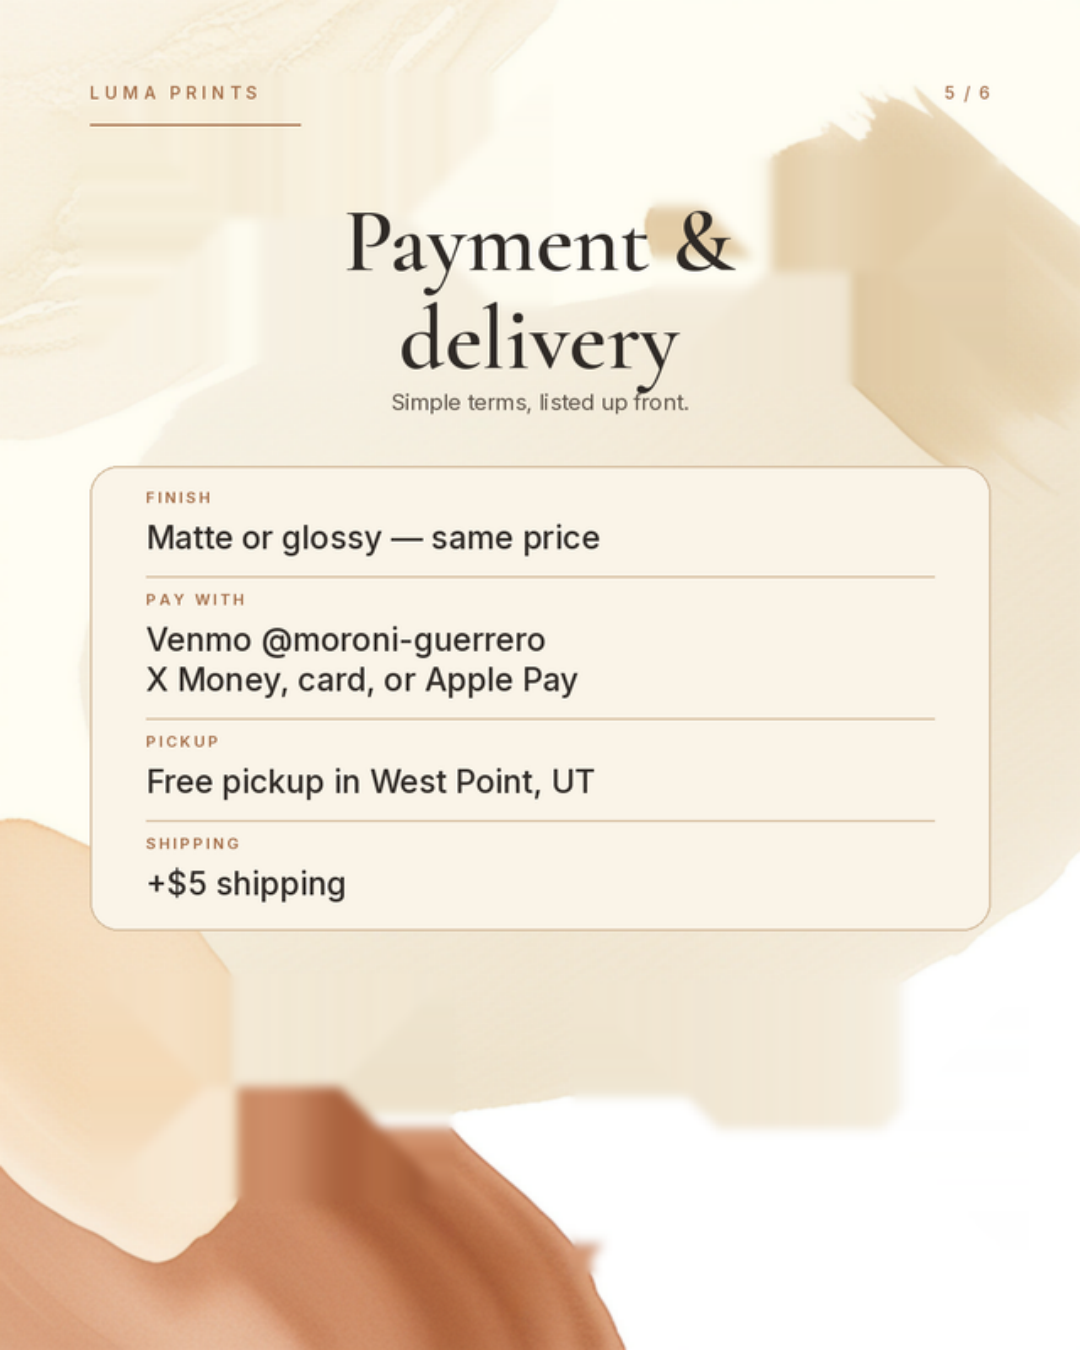 LUMA PRINTS
5 / 6
Payment &
delivery
Simple terms, listed up front.
FINISH
Matte or glossy — same price
PAY WITH
Venmo @moroni-guerrero
X Money, card, or Apple Pay
PICKUP
Free pickup in West Point, UT
SHIPPING
+$5 shipping